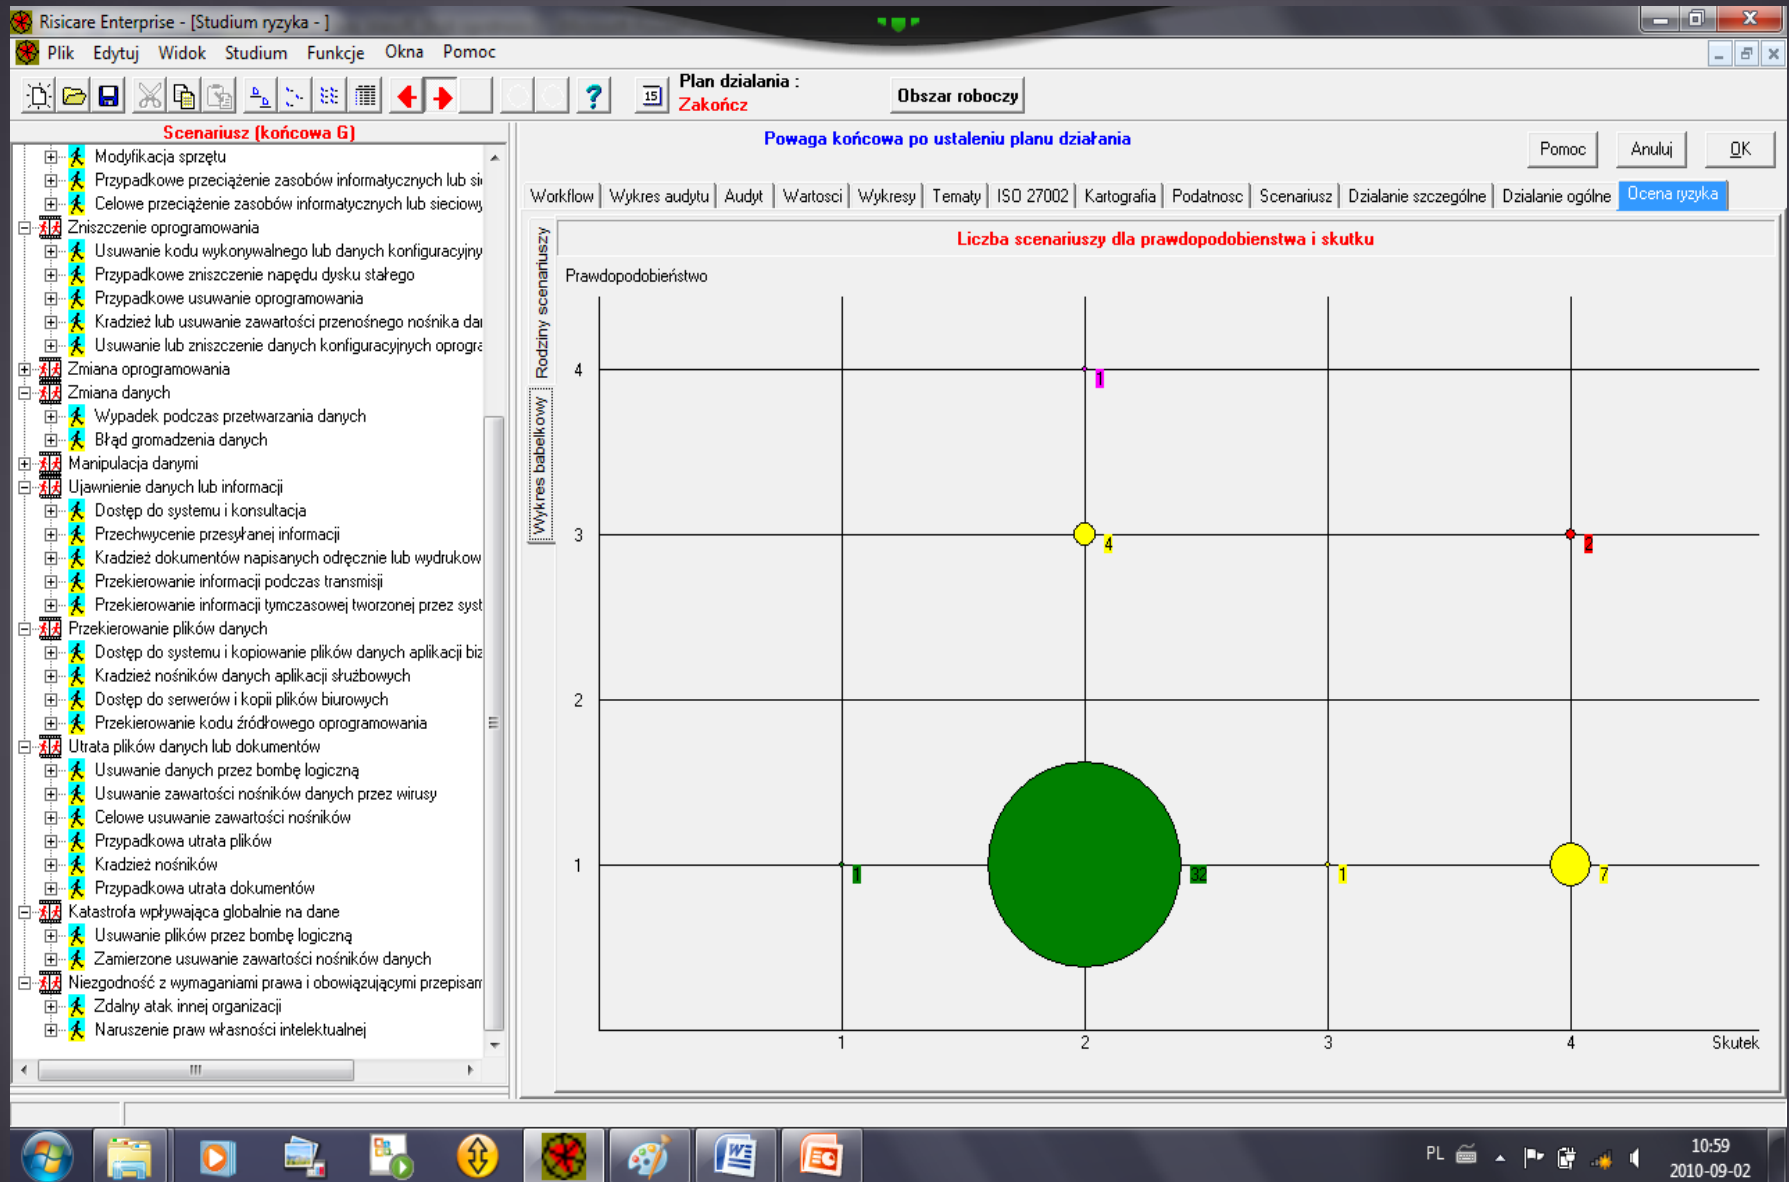 Risicare Enterprise - [Studium ryzyka - ]
Plik Edytuj Widok Studium Funkcje Okna Pomoc
15
Plan dzialania :
Zakończ
Obszar roboczy
Scenariusz (końcowa G)
Modyfikacja sprzętu
Przypadkowe przeciążenie zasobów informatycznych lub si
Celowe przeciążenie zasobów informatycznych lub sieciowy
Zniszczenie oprogramowania
Usuwanie kodu wykonywalnego lub danych konfiguracyjny
Przypadkowe zniszczenie napędu dysku stałego
Przypadkowe usuwanie oprogramowania
Kradzież lub usuwanie zawartości przenośnego nośnika da
Usuwanie lub zniszczenie danych konfiguracyjnych oprogra
Zmiana oprogramowania
Zmiana danych
Wypadek podczas przetwarzania danych
Błąd gromadzenia danych
Manipulacja danymi
Ujawnienie danych lub informacji
Dostęp do systemu i konsultacja
Przechwycenie przesyłanej informacji
Kradzież dokumentów napisanych odręcznie lub wydrukow
Przekierowanie informacji podczas transmisji
Przekierowanie informacji tymczasowej tworzonej przez syst
Przekierowanie plików danych
Dostęp do systemu i kopiowanie plików danych aplikacji biz
Kradzież nośników danych aplikacji służbowych
Dostęp do serwerów i kopii plików biurowych
Przekierowanie kodu źródłowego oprogramowania
Utrata plików danych lub dokumentów
Usuwanie danych przez bombę logiczną
Usuwanie zawartości nośników danych przez wirusy
Celowe usuwanie zawartości nośników
Przypadkowa utrata plików
Kradzież nośników
Przypadkowa utrata dokumentów
Katastrofa wpływająca globalnie na dane
Usuwanie plików przez bombę logiczną
Zamierzone usuwanie zawartości nośników danych
Niezgodność z wymaganiami prawa i obowiązującymi przepisam
Zdalny atak innej organizacji
Naruszenie praw własności intelektualnej
Powaga końcowa po ustaleniu planu działania
Pomoc Anuluj OK
Workflow Wykres audytu Audyt Wartosci Wykresy Tematy ISO 27002 Kartografia Podatnosc Scenariusz Dzialanie szczególne Dzialanie ogólne Ocena ryzyka
Rodziny scenariuszy
Wykres babelkowy
Liczba scenariuszy dla prawdopodobienstwa i skutku
Prawdopodobieństwo
4
1
3
4
2
2
1
1
32
1
7
1 2 3 4 Skutek
PL
10:59
2010-09-02